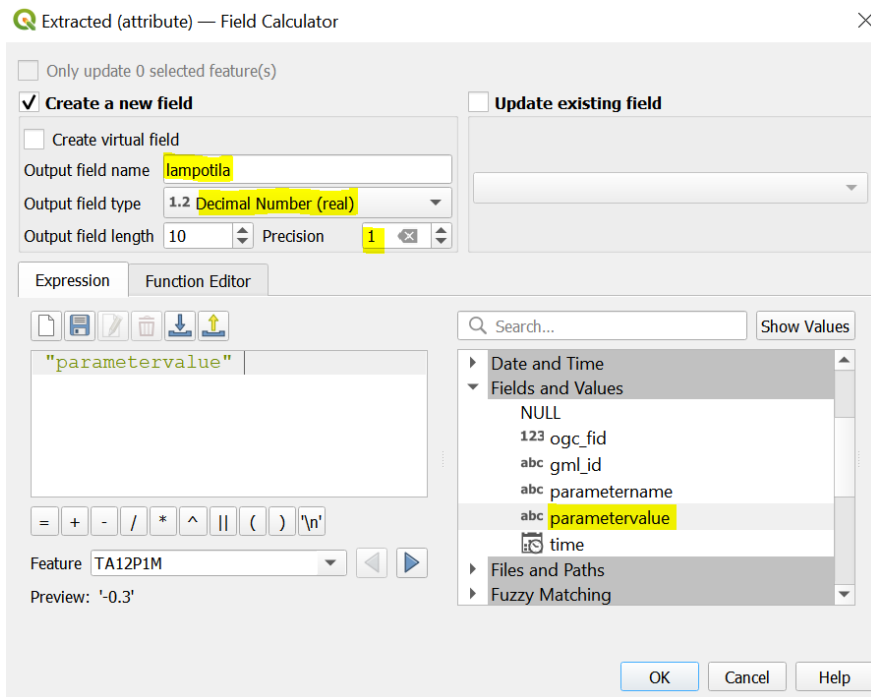 Extracted (attribute) — Field Calculator
Only update 0 selected feature(s)
Create a new field
Update existing field
Create virtual field
Output field name lampotila
Output field type 1.2 Decimal Number (real)
Output field length 10 Precision 1
Expression Function Editor
Search... Show Values
"parametervalue"
Date and Time
Fields and Values
NULL
123 ogc_fid
abc gml_id
abc parametername
abc parametervalue
time
Files and Paths
Fuzzy Matching
= + - / * ^ || ( ) '\n'
Feature TA12P1M
Preview: '-0.3'
OK Cancel Help